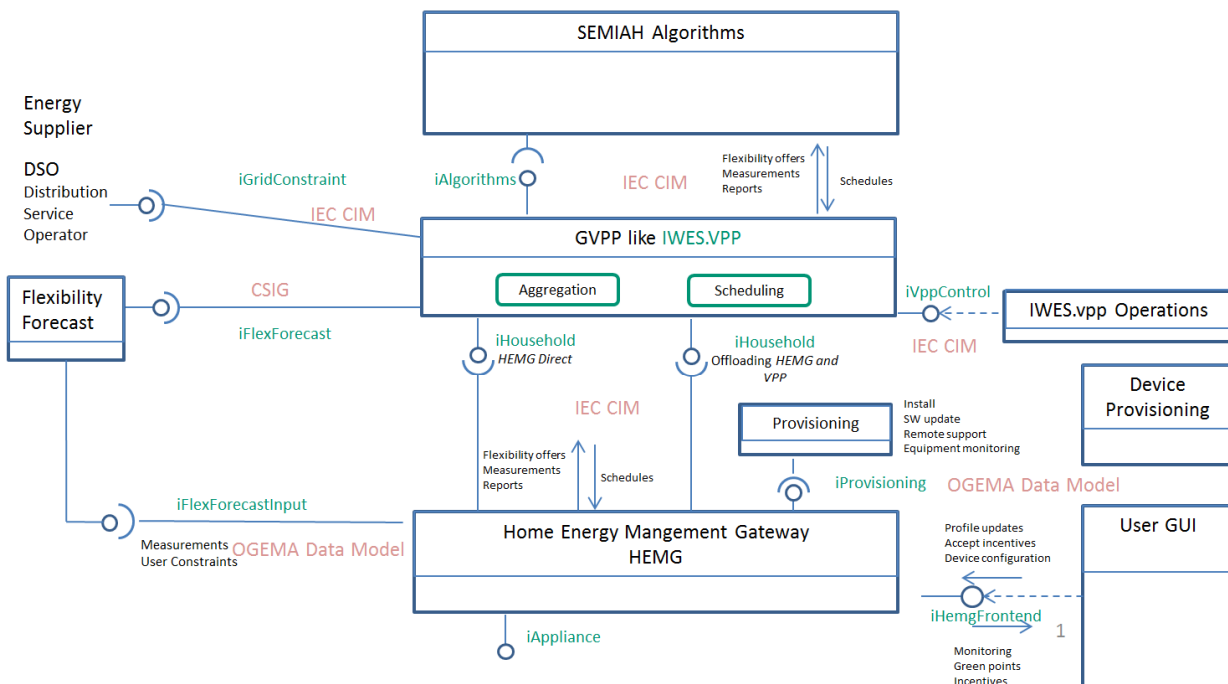 SEMIAH Algorithms
Energy
Supplier
DSO
Distribution
Service
Operator
iGridConstraint
IEC CIM
iAlgorithms
IEC CIM
Flexibility offers
Measurements
Reports
Schedules
GVPP like IWES.VPP
Aggregation
Scheduling
Flexibility
Forecast
CSIG
iFlexForecast
iVppControl
IWES.vpp Operations
IEC CIM
iHousehold
HEMG Direct
iHousehold
Offloading HEMG and
VPP
IEC CIM
Device
Provisioning
Provisioning
Install
SW update
Remote support
Equipment monitoring
Flexibility offers
Measurements
Reports
Schedules
iProvisioning
OGEMA Data Model
iFlexForecastInput
Measurements
User Constraints
OGEMA Data Model
Home Energy Mangement Gateway
HEMG
User GUI
Profile updates
Accept incentives
Device configuration
iHemgFrontend
1
iAppliance
Monitoring
Green points
Incentives